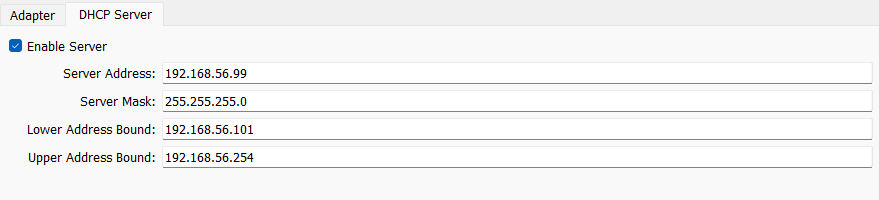 Adapter DHCP Server
Enable Server
Server Address: 192.168.56.99
Server Mask: 255.255.255.0
Lower Address Bound: 192.168.56.101
Upper Address Bound: 192.168.56.254